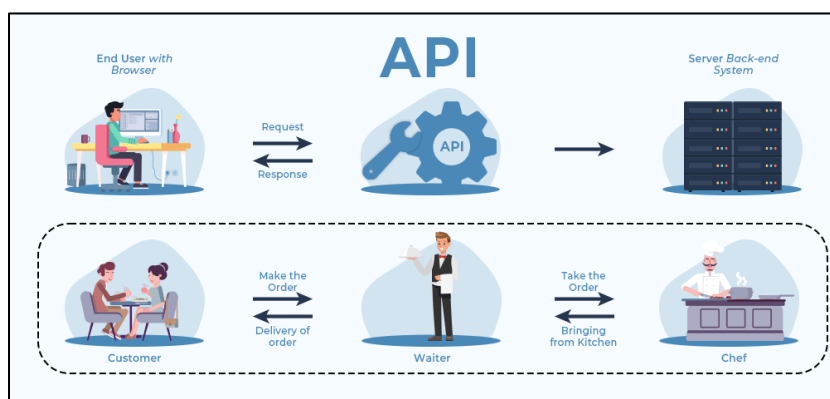 API
End User with
Browser
Server Back-end
System
Request
API
Response
Make the
Order
Take the
Order
Delivery of
order
Bringing
from Kitchen
Customer
Waiter
Chef